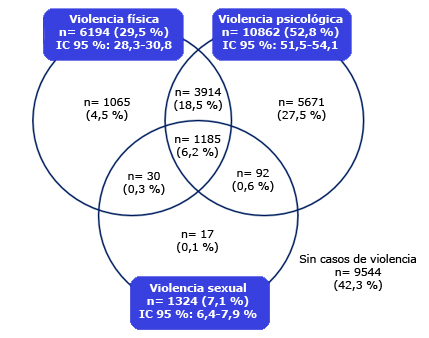 Violencia física
n= 6194 (29,5 %)
IC 95 %: 28,3-30,8
Violencia psicológica
n= 10862 (52,8 %)
IC 95 %: 51,5-54,1
n= 3914
(18,5 %)
n= 1065
(4,5 %)
n= 5671
(27,5 %)
n= 1185
(6,2 %)
n= 30
(0,3 %)
n= 92
(0,6 %)
n= 17
(0,1 %)
Sin casos de violencia
n= 9544
(42,3 %)
Violencia sexual
n= 1324 (7,1 %)
IC 95 %: 6,4-7,9 %